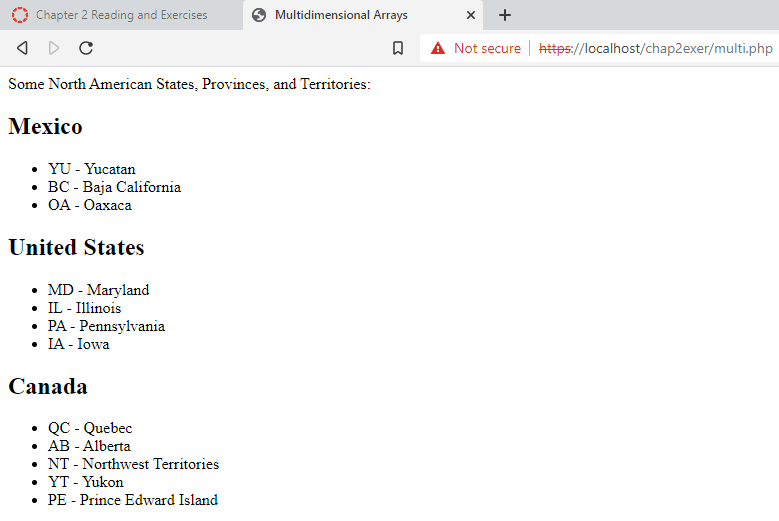 Chapter 2 Reading and Exercises
Multidimensional Arrays
Not secure
https://localhost/chap2exer/multi.php
Some North American States, Provinces, and Territories:
Mexico
• YU - Yucatan
• BC - Baja California
• OA - Oaxaca
United States
• MD - Maryland
• IL - Illinois
• PA - Pennsylvania
• IA - Iowa
Canada
• QC - Quebec
• AB - Alberta
• NT - Northwest Territories
• YT - Yukon
• PE - Prince Edward Island